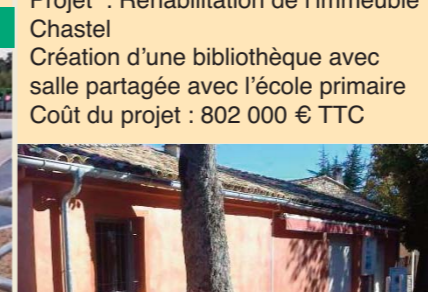 Projet : Réhabilitation de l'immeuble
Chastel
Création d'une bibliothèque avec
salle partagée avec l'école primaire
Coût du projet : 802 000 € TTC